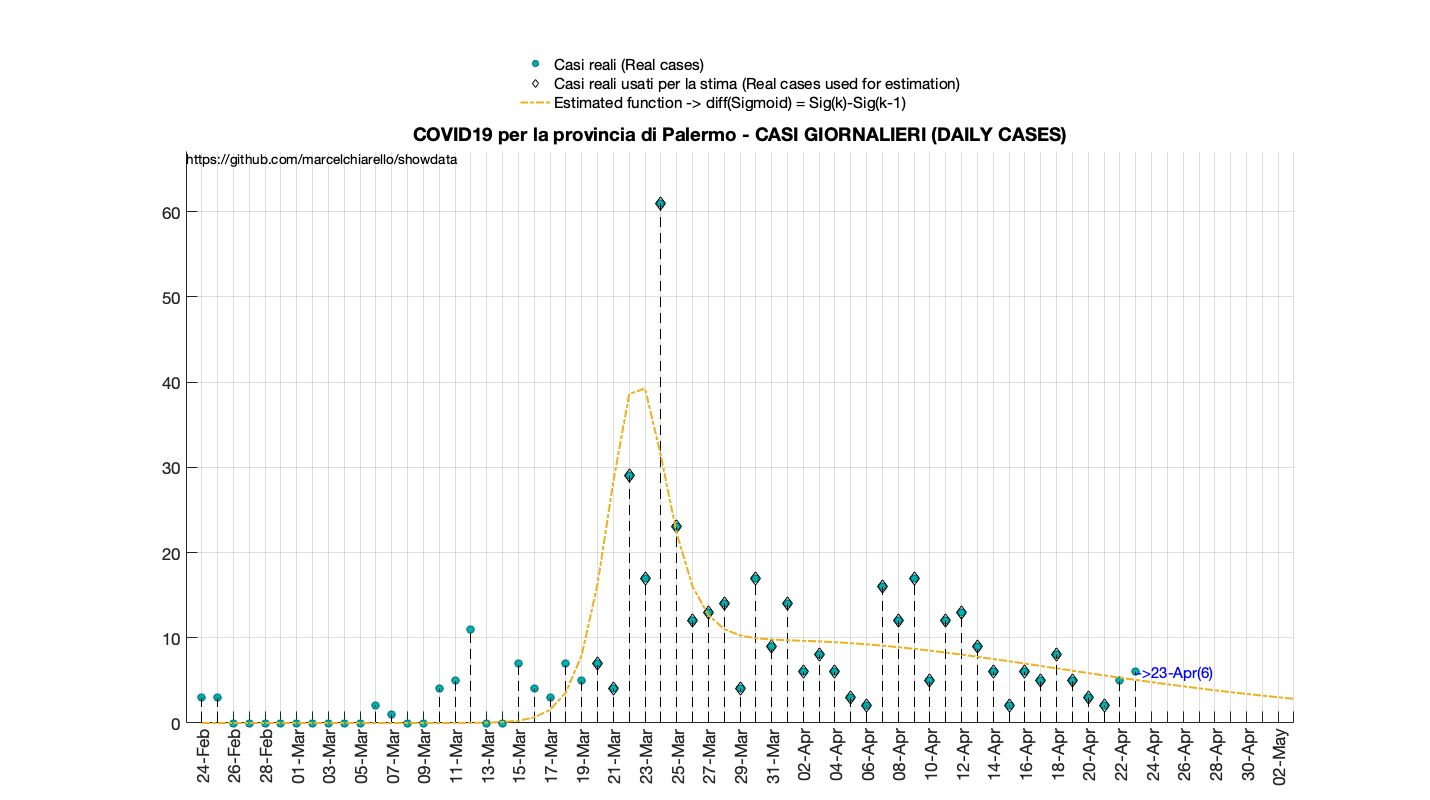 Casi reali (Real cases)
Casi reali usati per la stima (Real cases used for estimation)
Estimated function -> diff(Sigmoid) = Sig(k)-Sig(k-1)
COVID19 per la provincia di Palermo - CASI GIORNALIERI (DAILY CASES)
https://github.com/marcelchiarello/showdata
60
50
40
30
20
10
0
->23-Apr(6)
24-Feb
26-Feb
28-Feb
01-Mar
03-Mar
05-Mar
07-Mar
09-Mar
11-Mar
13-Mar
15-Mar
17-Mar
19-Mar
21-Mar
23-Mar
25-Mar
27-Mar
29-Mar
31-Mar
02-Apr
04-Apr
06-Apr
08-Apr
10-Apr
12-Apr
14-Apr
16-Apr
18-Apr
20-Apr
22-Apr
24-Apr
26-Apr
28-Apr
30-Apr
02-May